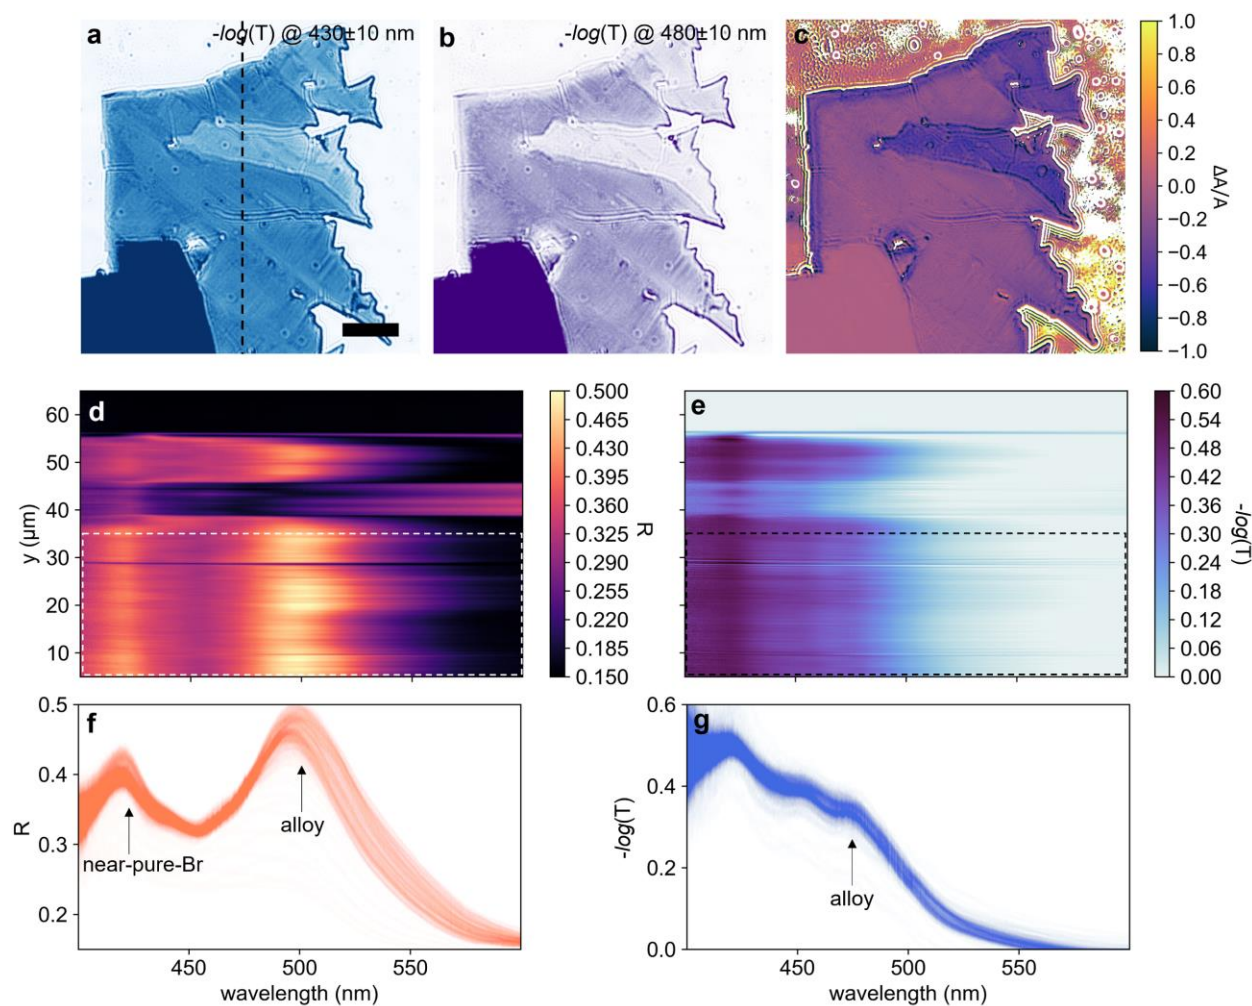 a
-log(T) @ 430±10 nm
b
-log(T) @ 480±10 nm
c
1.0
0.8
0.6
0.4
0.2
0.0
−0.2
−0.4
−0.6
−0.8
−1.0
ΔA/A
d
60
50
40
30
20
10
y (μm)
0.500
0.465
0.430
0.395
0.360
0.325
0.290
0.255
0.220
0.185
0.150
R
e
0.60
0.54
0.48
0.42
0.36
0.30
0.24
0.18
0.12
0.06
0.00
-log(T)
f
0.5
0.4
0.3
0.2
R
near-pure-Br
alloy
450
500
550
wavelength (nm)
g
0.6
0.4
0.2
0.0
-log(T)
alloy
450
500
550
wavelength (nm)